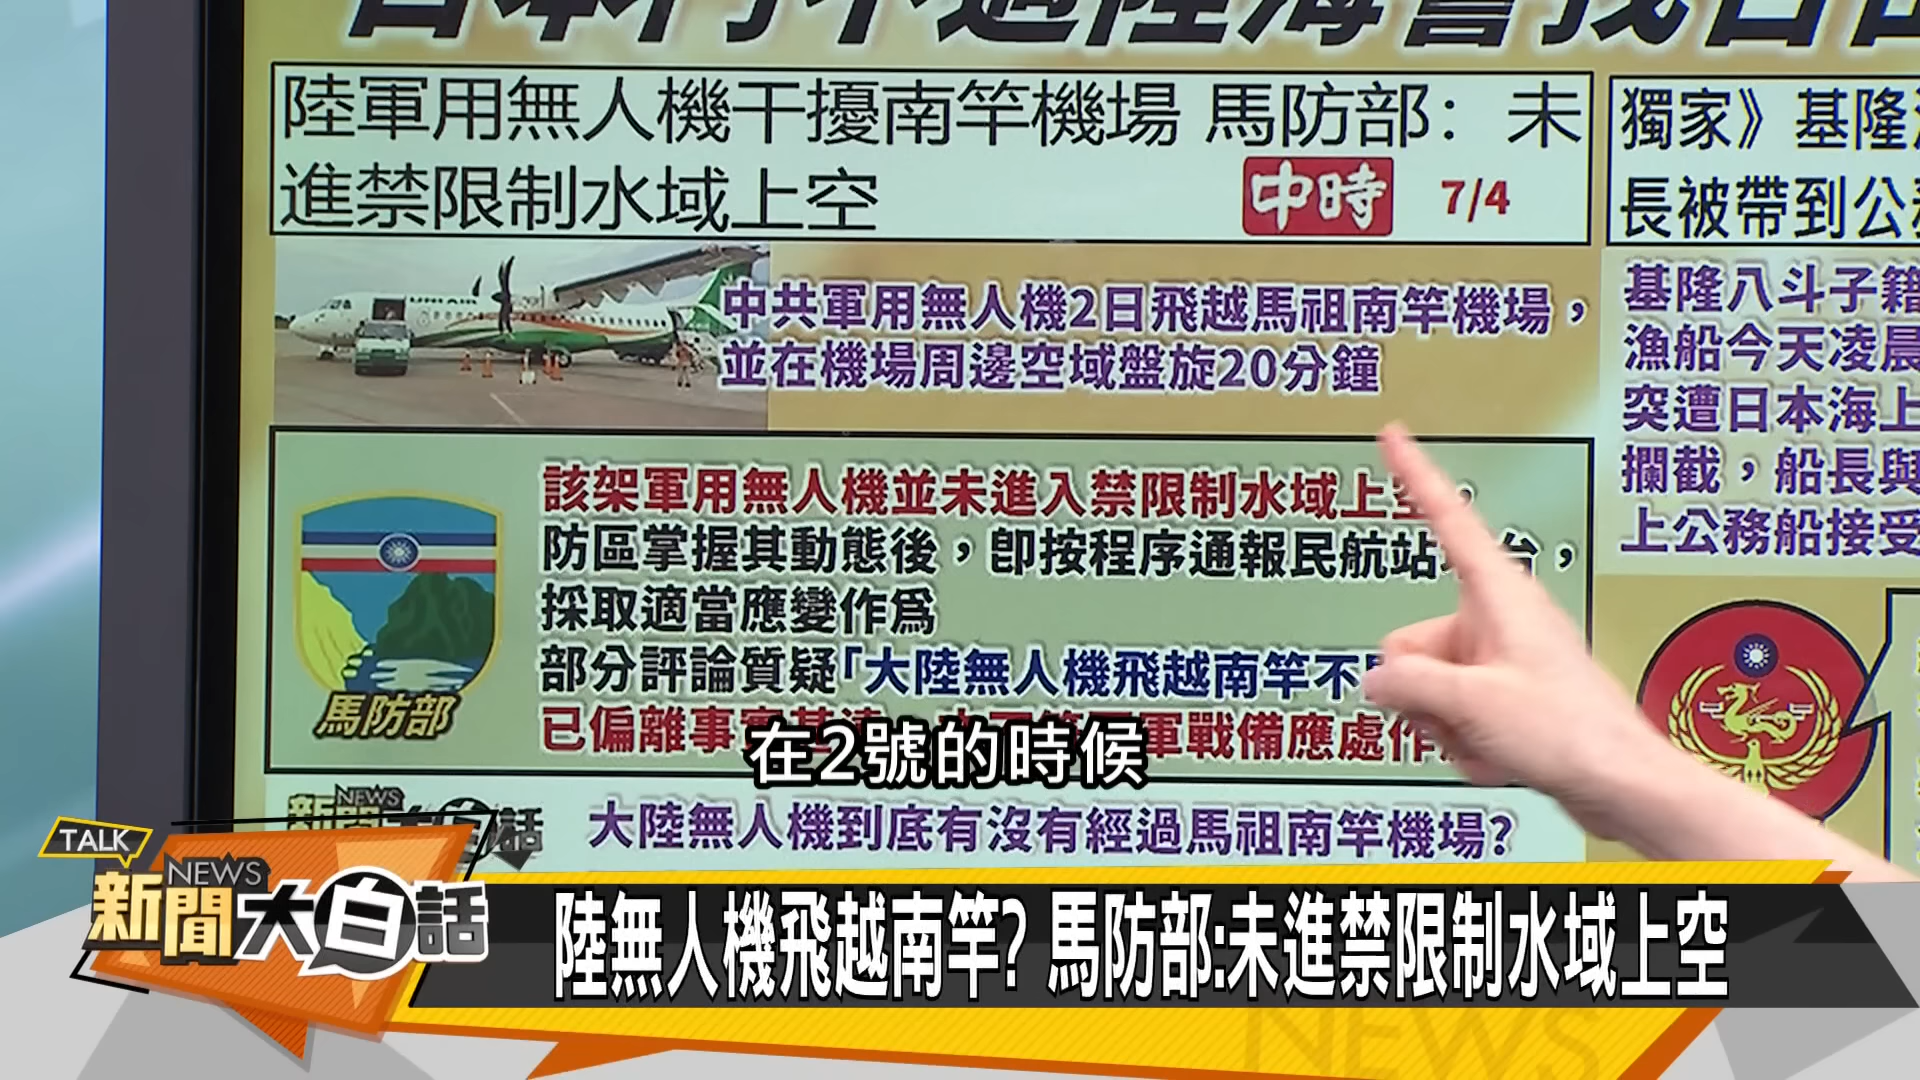 陸軍用無人機干擾南竿機場 馬防部：未
進禁限制水域上空
中時 7/4
UNI AIR
中共軍用無人機2日飛越馬祖南竿機場，
並在機場周邊空域盤旋20分鐘
該架軍用無人機並未進入禁限制水域上空，
防區掌握其動態後，即按程序通報民航站 台，
採取適當應變作爲
部分評論質疑「大陸無人機飛越南竿不
已偏離事實 軍戰備應處作
馬防部
大陸無人機到底有沒有經過馬祖南竿機場？
獨家》基隆
長被帶到公
基隆八斗子籍
漁船今天凌晨
突遭日本海上
攔截，船長與
上公務船接受
在2號的時候
TALK
NEWS
新聞大白話
陸無人機飛越南竿？ 馬防部:未進禁限制水域上空
NEWS